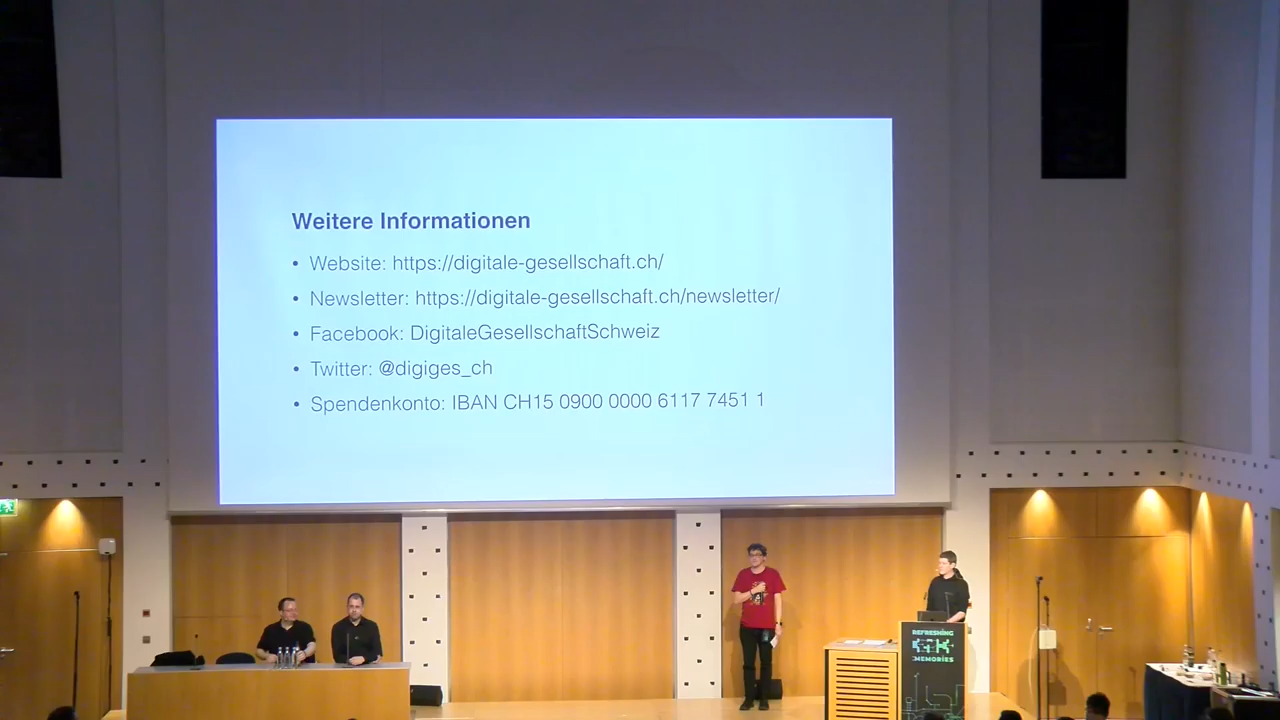 Weitere Informationen
• Website: https://digitale-gesellschaft.ch/
• Newsletter: https://digitale-gesellschaft.ch/newsletter/
• Facebook: DigitaleGesellschaftSchweiz
• Twitter: @digiges_ch
• Spendenkonto: IBAN CH15 0900 0000 6117 7451 1
REFRESHING
MEMORIES